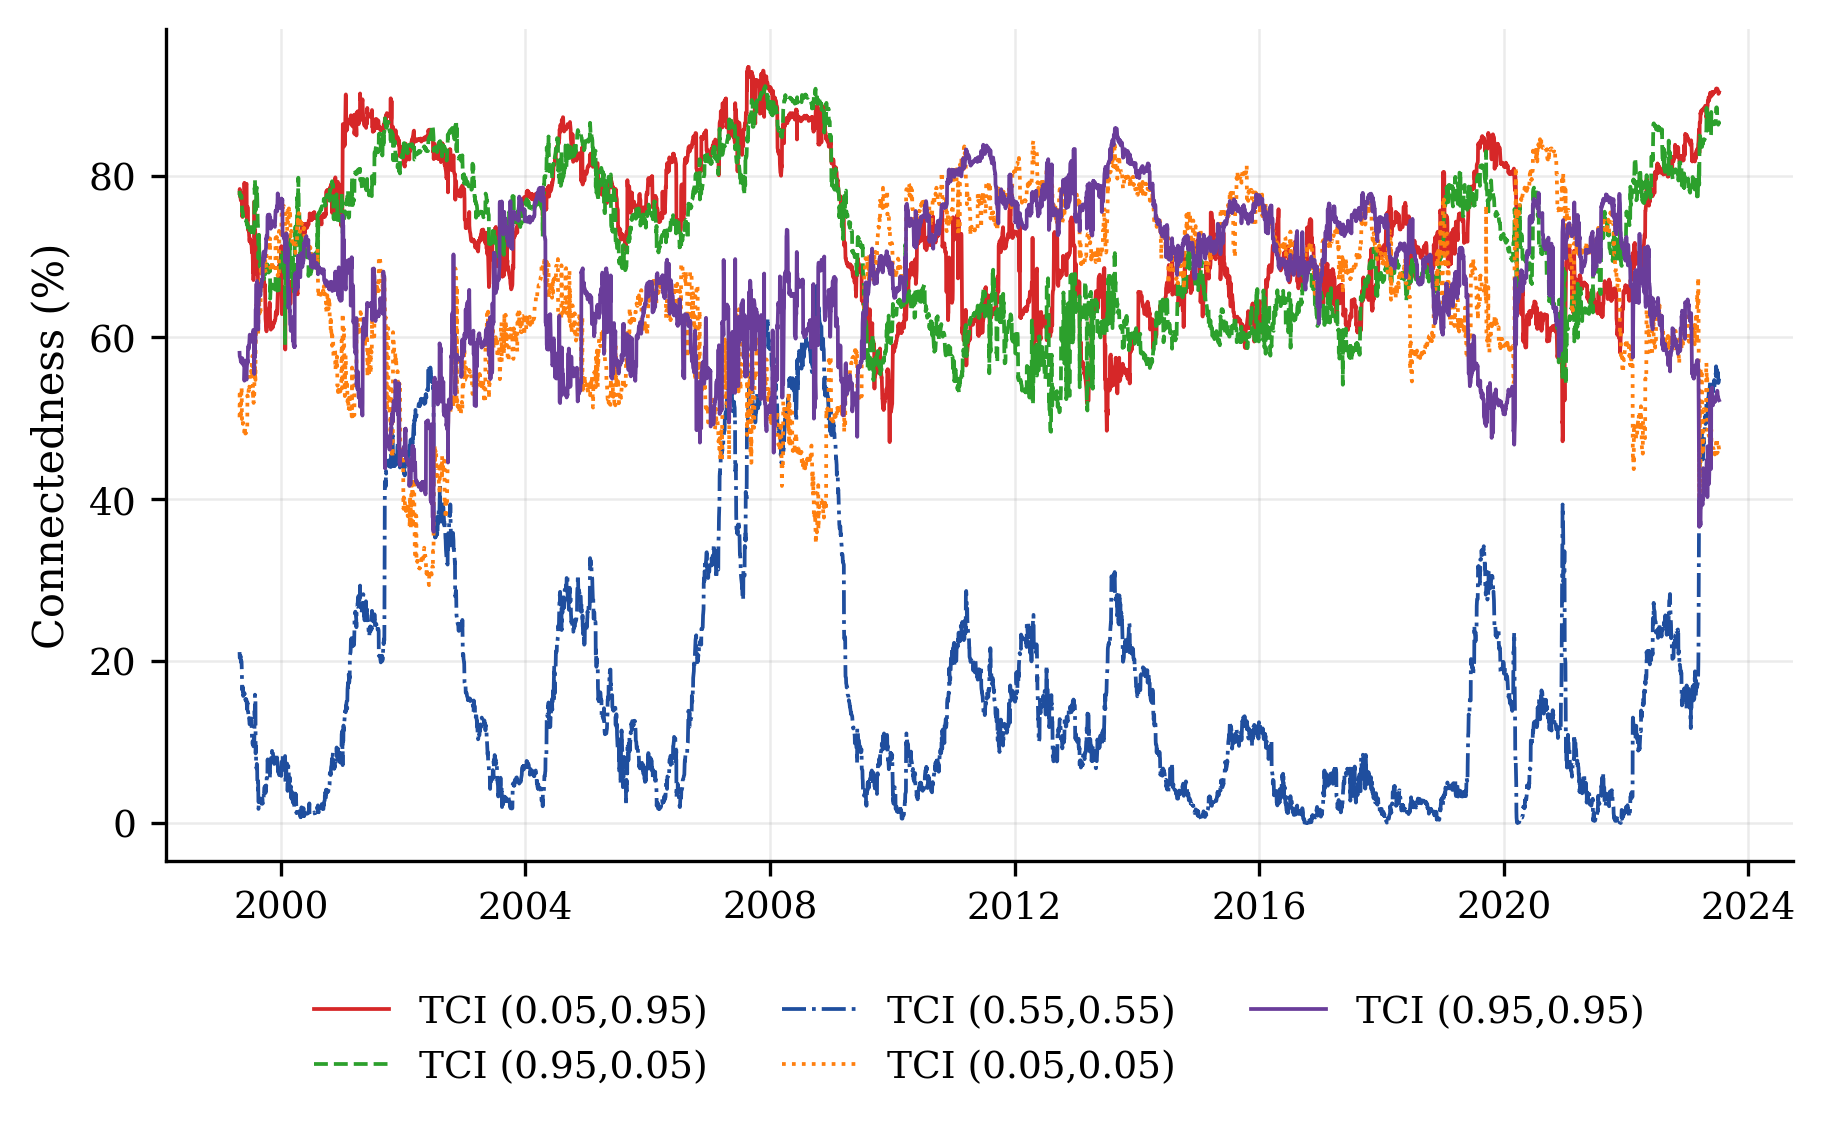 Connectedness (%)
80
60
40
20
0
2000 2004 2008 2012 2016 2020 2024
TCI (0.05,0.95) TCI (0.55,0.55) TCI (0.95,0.95)
TCI (0.95,0.05) TCI (0.05,0.05)